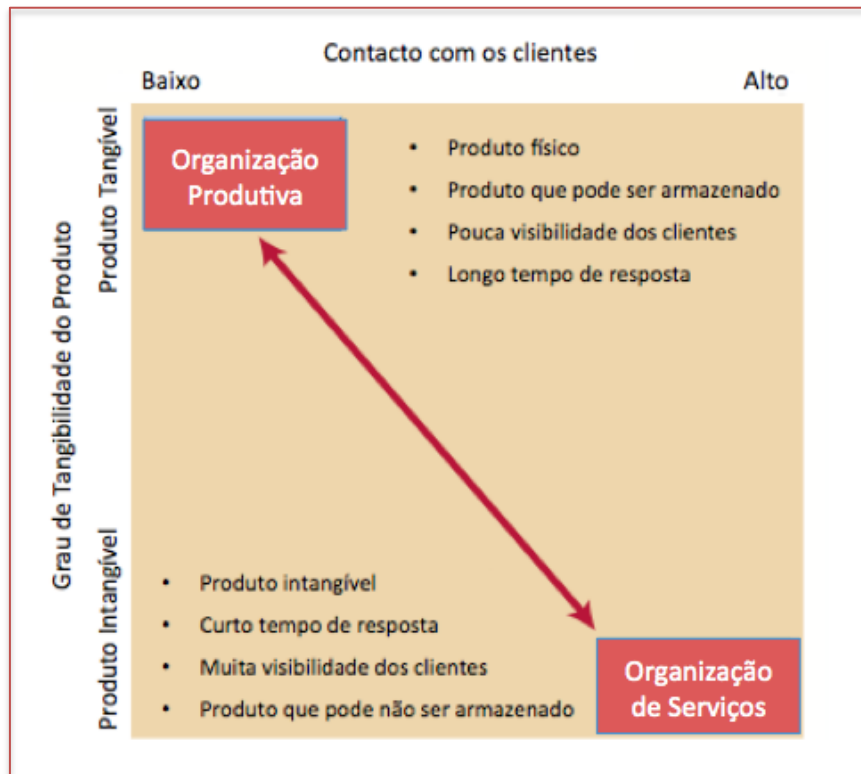 Contacto com os clientes
Baixo
Alto
Grau de Tangibilidade do Produto
Produto Tangível
Organização
Produtiva
• Produto físico
• Produto que pode ser armazenado
• Pouca visibilidade dos clientes
• Longo tempo de resposta
Produto Intangível
• Produto intangível
• Curto tempo de resposta
• Muita visibilidade dos clientes
• Produto que pode não ser armazenado
Organização
de Serviços